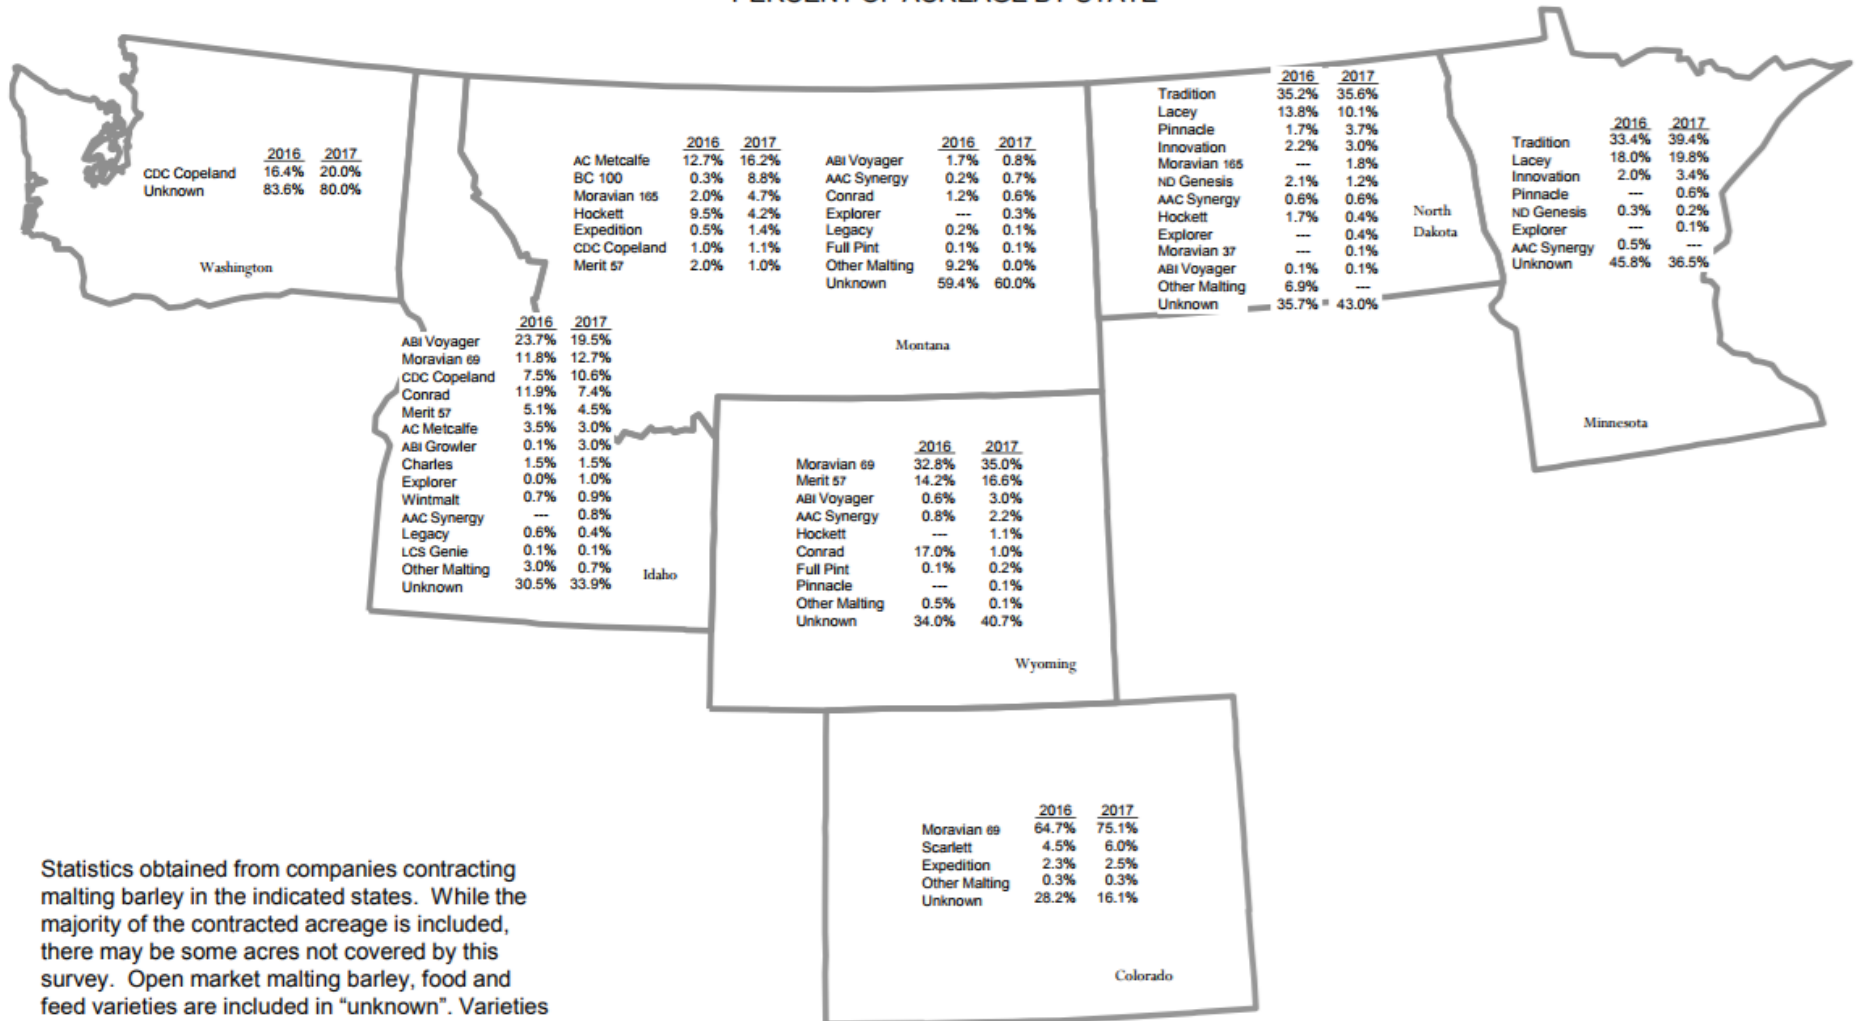 PERCENT OF ACREAGE BY STATE
2016 2017
CDC Copeland 16.4% 20.0%
Unknown 83.6% 80.0%
Washington
2016 2017
AC Metcalfe 12.7% 16.2%
BC 100 0.3% 8.8%
Moravian 165 2.0% 4.7%
Hockett 9.5% 4.2%
Expedition 0.5% 1.4%
CDC Copeland 1.0% 1.1%
Merit 57 2.0% 1.0%
2016 2017
ABI Voyager 1.7% 0.8%
AAC Synergy 0.2% 0.7%
Conrad 1.2% 0.6%
Explorer --- 0.3%
Legacy 0.2% 0.1%
Full Pint 0.1% 0.1%
Other Malting 9.2% 0.0%
Unknown 59.4% 60.0%
Montana
2016 2017
Tradition 35.2% 35.6%
Lacey 13.8% 10.1%
Pinnacle 1.7% 3.7%
Innovation 2.2% 3.0%
Moravian 165 --- 1.8%
ND Genesis 2.1% 1.2%
AAC Synergy 0.6% 0.6%
Hockett 1.7% 0.4%
Explorer --- 0.4%
Moravian 37 --- 0.1%
ABI Voyager 0.1% 0.1%
Other Malting 6.9% ---
Unknown 35.7% 43.0%
North
Dakota
2016 2017
Tradition 33.4% 39.4%
Lacey 18.0% 19.8%
Innovation 2.0% 3.4%
Pinnacle --- 0.6%
ND Genesis 0.3% 0.2%
Explorer --- 0.1%
AAC Synergy 0.5% ---
Unknown 45.8% 36.5%
Minnesota
2016 2017
ABI Voyager 23.7% 19.5%
Moravian 69 11.8% 12.7%
CDC Copeland 7.5% 10.6%
Conrad 11.9% 7.4%
Merit 57 5.1% 4.5%
AC Metcalfe 3.5% 3.0%
ABI Growler 0.1% 3.0%
Charles 1.5% 1.5%
Explorer 0.0% 1.0%
Wintmalt 0.7% 0.9%
AAC Synergy --- 0.8%
Legacy 0.6% 0.4%
LCS Genie 0.1% 0.1%
Other Malting 3.0% 0.7%
Unknown 30.5% 33.9%
Idaho
2016 2017
Moravian 69 32.8% 35.0%
Merit 57 14.2% 16.6%
ABI Voyager 0.6% 3.0%
AAC Synergy 0.8% 2.2%
Hockett --- 1.1%
Conrad 17.0% 1.0%
Full Pint 0.1% 0.2%
Pinnacle --- 0.1%
Other Malting 0.5% 0.1%
Unknown 34.0% 40.7%
Wyoming
2016 2017
Moravian 69 64.7% 75.1%
Scarlett 4.5% 6.0%
Expedition 2.3% 2.5%
Other Malting 0.3% 0.3%
Unknown 28.2% 16.1%
Colorado
Statistics obtained from companies contracting
malting barley in the indicated states. While the
majority of the contracted acreage is included,
there may be some acres not covered by this
survey. Open market malting barley, food and
feed varieties are included in “unknown”. Varieties